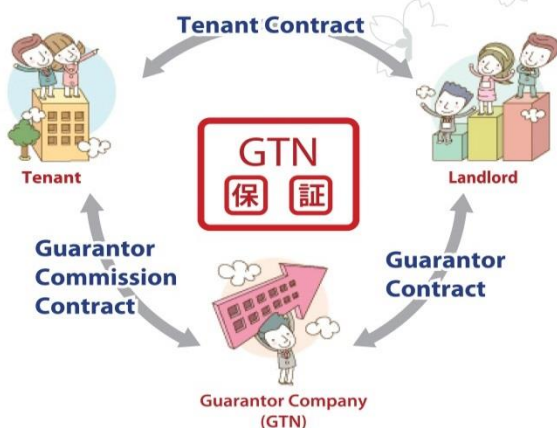 Tenant Contract
GTN
保 証
Tenant
Landlord
Guarantor
Commission
Contract
Guarantor
Contract
Guarantor Company
(GTN)